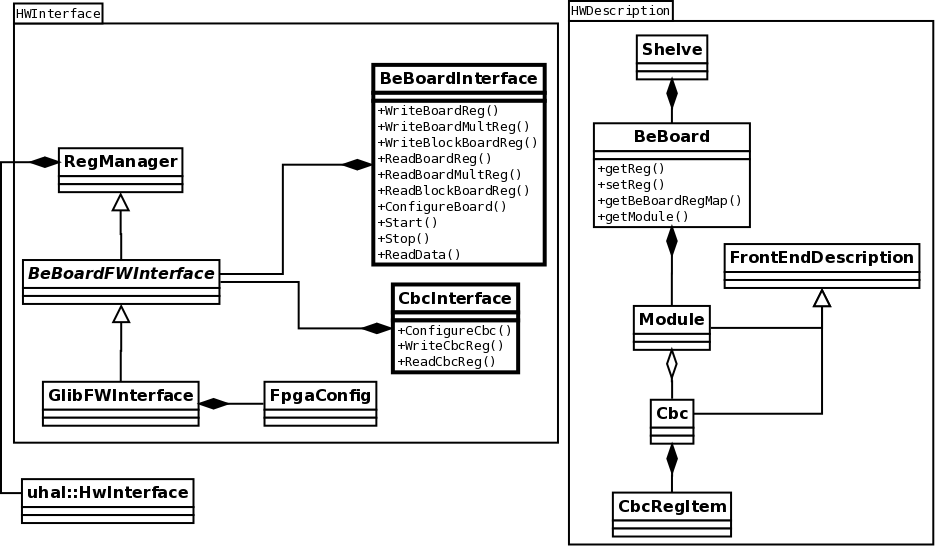 HWInterface
BeBoardInterface
+WriteBoardReg()
+WriteBoardMultReg()
+WriteBlockBoardReg()
+ReadBoardReg()
+ReadBoardMultReg()
+ReadBlockBoardReg()
+ConfigureBoard()
+Start()
+Stop()
+ReadData()
RegManager
BeBoardFWInterface
CbcInterface
+ConfigureCbc()
+WriteCbcReg()
+ReadCbcReg()
GlibFWInterface
FpgaConfig
uhal::HwInterface
HWDescription
Shelve
BeBoard
+getReg()
+setReg()
+getBeBoardRegMap()
+getModule()
FrontEndDescription
Module
Cbc
CbcRegItem